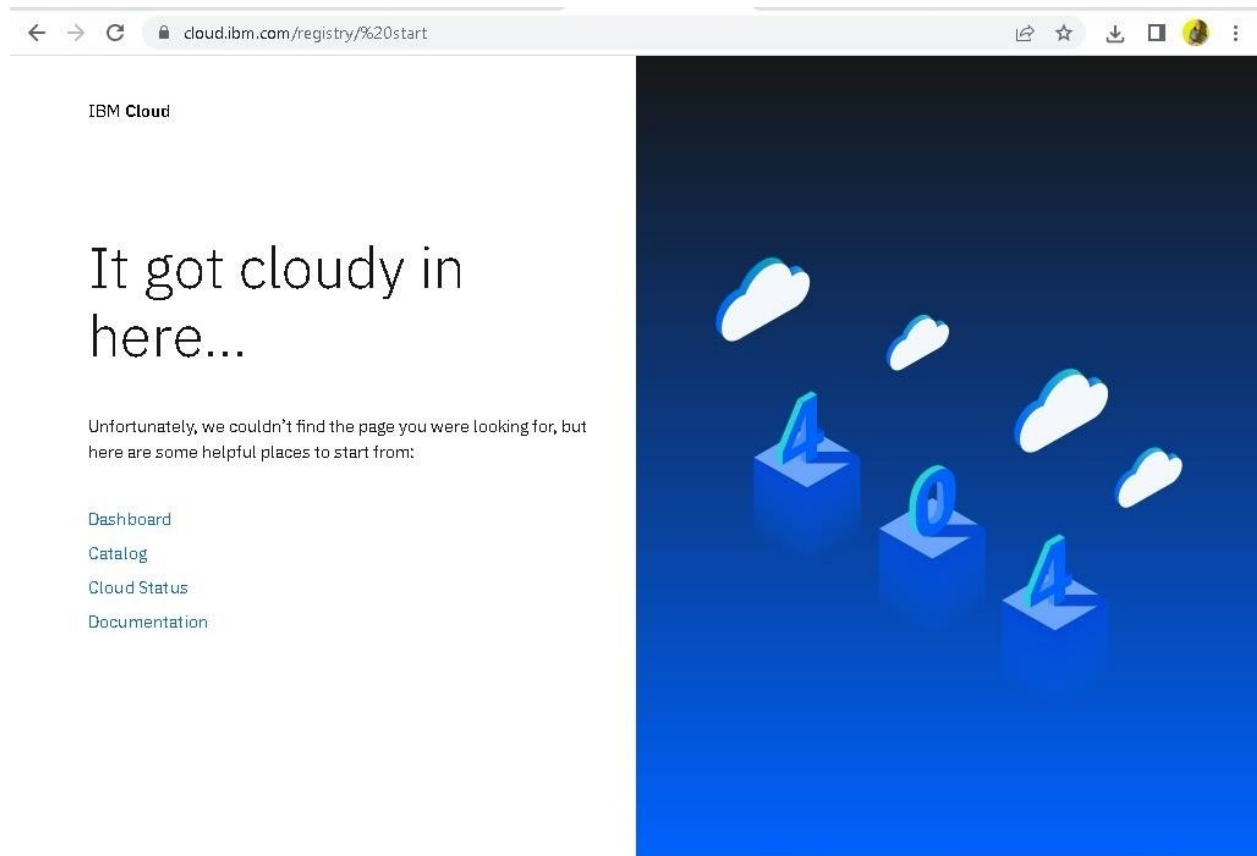 cloud.ibm.com/registry/%20start
IBM Cloud
It got cloudy in
here...
Unfortunately, we couldn't find the page you were looking for, but
here are some helpful places to start from:
Dashboard
Catalog
Cloud Status
Documentation
4
0
4